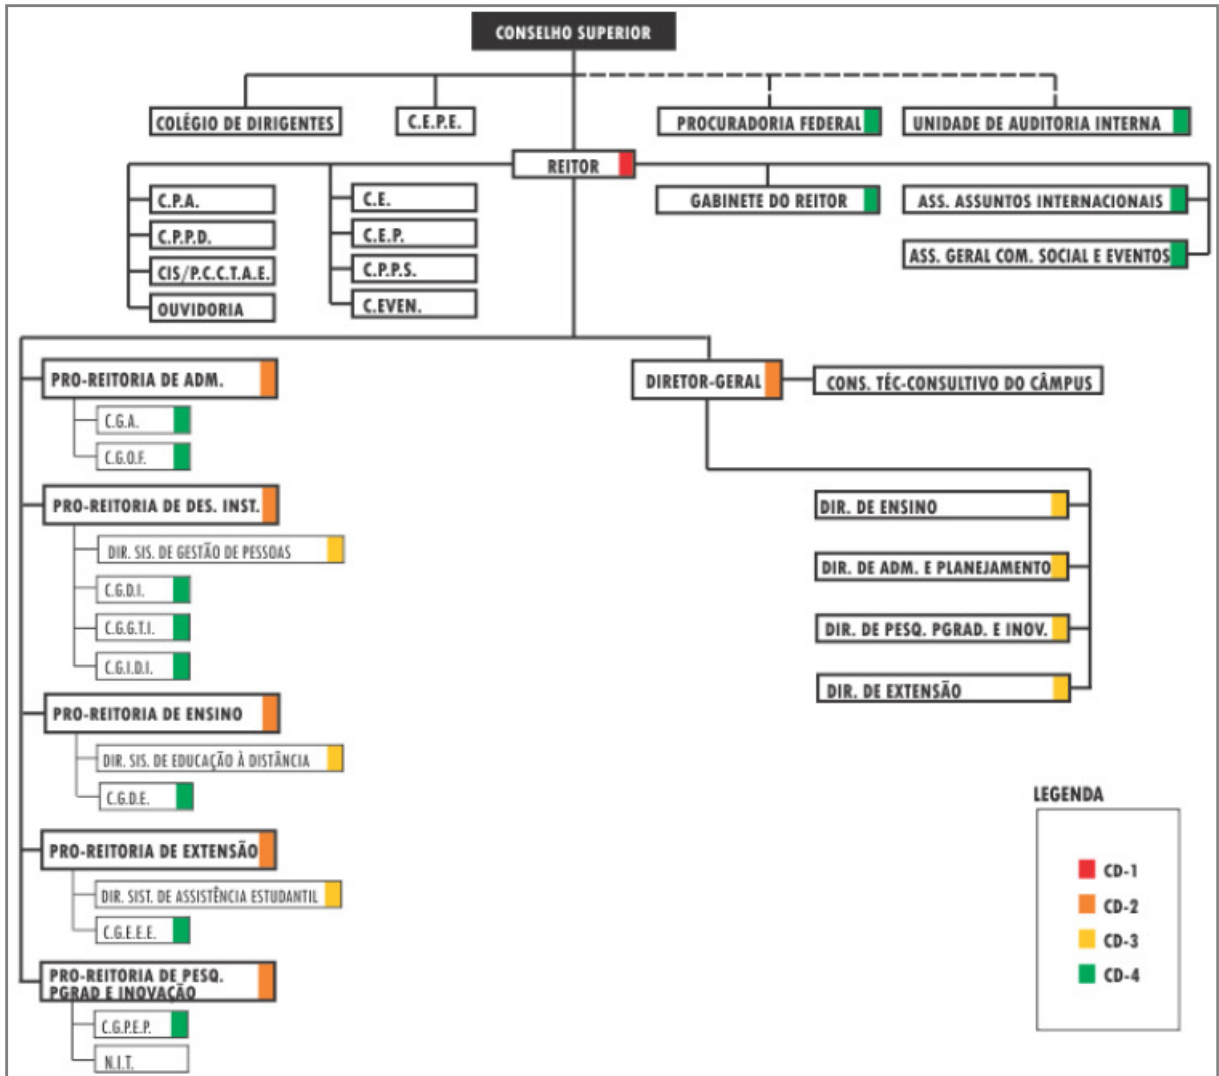 CONSELHO SUPERIOR
COLÉGIO DE DIRIGENTES
C.E.P.E.
PROCURADORIA FEDERAL
UNIDADE DE AUDITORIA INTERNA
REITOR
C.P.A.
C.P.P.D.
CIS/P.C.C.T.A.E.
OUVIDORIA
C.E.
C.E.P.
C.P.P.S.
C.EVEN.
GABINETE DO REITOR
ASS. ASSUNTOS INTERNACIONAIS
ASS. GERAL COM. SOCIAL E EVENTOS
PRO-REITORIA DE ADM.
C.G.A.
C.G.O.F.
PRO-REITORIA DE DES. INST.
DIR. SIS. DE GESTÃO DE PESSOAS
C.G.D.I.
C.G.G.T.I.
C.G.I.D.I.
PRO-REITORIA DE ENSINO
DIR. SIS. DE EDUCAÇÃO À DISTÂNCIA
C.G.D.E.
PRO-REITORIA DE EXTENSÃO
DIR. SIST. DE ASSISTÊNCIA ESTUDANTIL
C.G.E.E.E.
PRO-REITORIA DE PESQ.
PGRAD E INOVAÇÃO
C.G.P.E.P.
N.I.T.
DIRETOR-GERAL
CONS. TÉC-CONSULTIVO DO CÂMPUS
DIR. DE ENSINO
DIR. DE ADM. E PLANEJAMENTO
DIR. DE PESQ. PGRAD. E INOV.
DIR. DE EXTENSÃO
LEGENDA
CD-1
CD-2
CD-3
CD-4